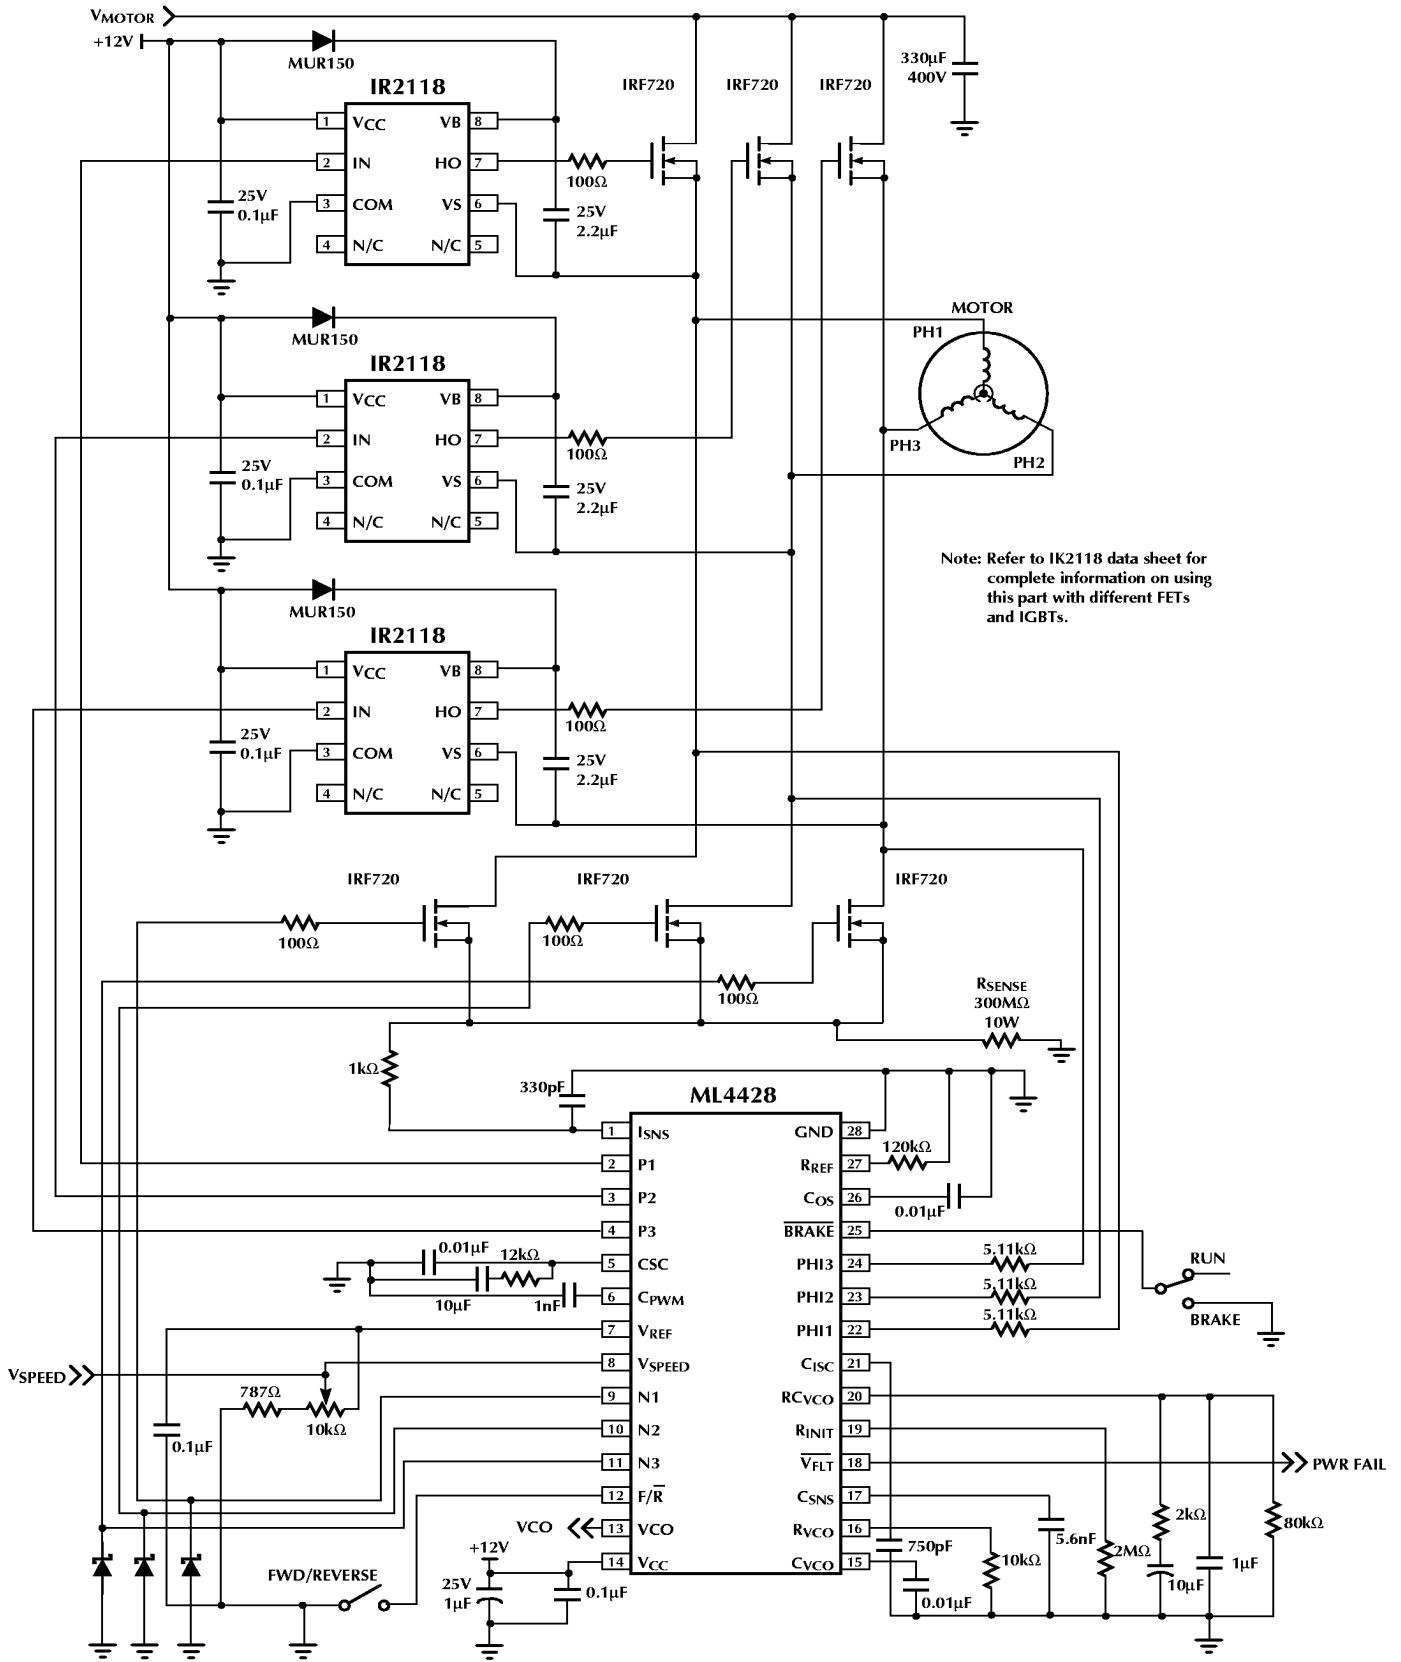 VMOTOR
+12V
MUR150
IR2118
1 VCC VB 8
2 IN HO 7
3 COM VS 6
4 N/C N/C 5
25V
0.1µF
100Ω
25V
2.2µF
IRF720
IRF720
IRF720
330µF
400V
MUR150
IR2118
1 VCC VB 8
2 IN HO 7
3 COM VS 6
4 N/C N/C 5
25V
0.1µF
100Ω
25V
2.2µF
MOTOR
PH1
PH3
PH2
Note: Refer to IK2118 data sheet for
complete information on using
this part with different FETs
and IGBTs.
MUR150
IR2118
1 VCC VB 8
2 IN HO 7
3 COM VS 6
4 N/C N/C 5
25V
0.1µF
100Ω
25V
2.2µF
IRF720
IRF720
IRF720
100Ω
100Ω
100Ω
RSENSE
300MΩ
10W
1kΩ
330pF
ML4428
1 ISNS GND 28
2 P1 RREF 27
3 P2 COS 26
4 P3 BRAKE 25
5 CSC PHI3 24
6 CPWM PHI2 23
7 VREF PHI1 22
8 VSPEED CISC 21
9 N1 RCVCO 20
10 N2 RINIT 19
11 N3 VFLT 18
12 F/R CSNS 17
13 VCO RVCO 16
14 VCC CVCO 15
120kΩ
0.01µF
0.01µF
12kΩ
10µF
1nF
5.11kΩ
5.11kΩ
5.11kΩ
RUN
BRAKE
VSPEED
787Ω
10kΩ
0.1µF
PWR FAIL
VCO
+12V
25V
1µF
0.1µF
FWD/REVERSE
750pF
0.01µF
10kΩ
5.6nF
2MΩ
2kΩ
10µF
1µF
80kΩ